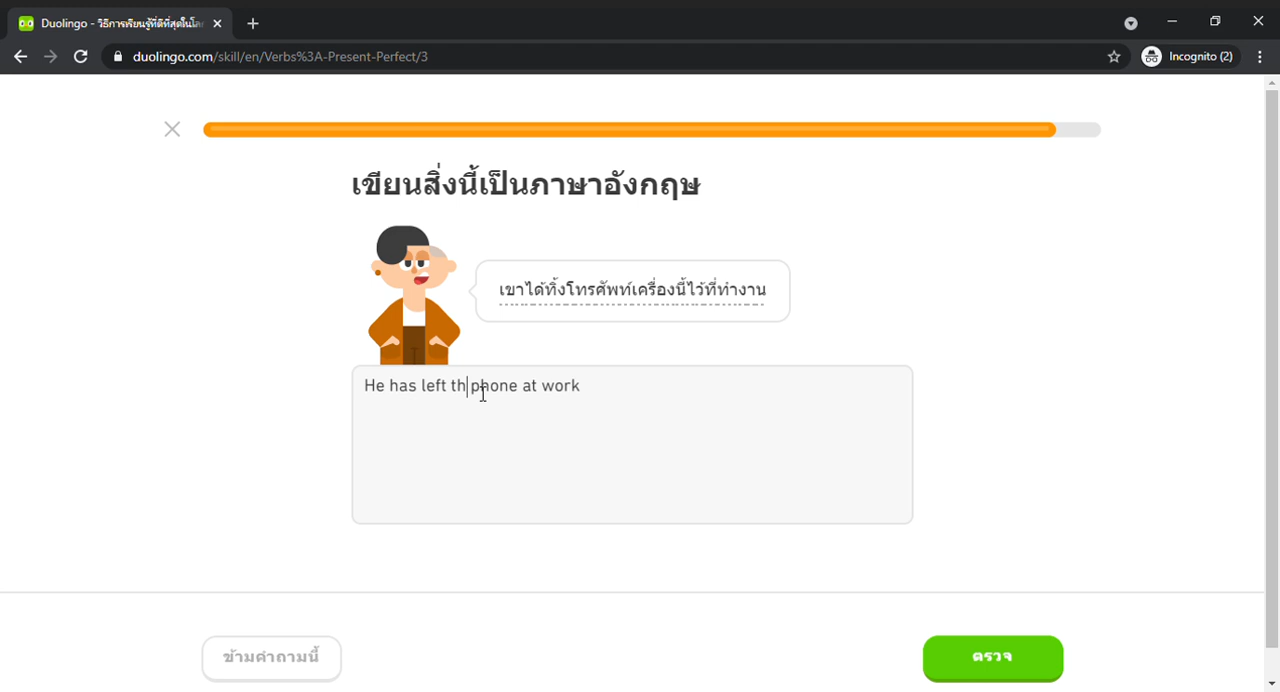 Duolingo - วิธีการเรียนรู้ที่ดีที่สุดในโล
duolingo.com/skill/en/Verbs%3A-Present-Perfect/3
Incognito (2)
เขียนสิ่งนี้เป็นภาษาอังกฤษ
เขาได้ทิ้งโทรศัพท์เครื่องนี้ไว้ที่ทำงาน
He has left th phone at work
ข้ามคำถามนี้
ตรวจ